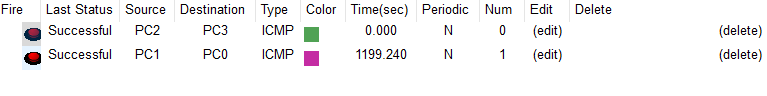 Fire Last Status Source Destination Type Color Time(sec) Periodic Num Edit Delete
Successful PC2 PC3 ICMP 0.000 N 0 (edit) (delete)
Successful PC1 PC0 ICMP 1199.240 N 1 (edit) (delete)